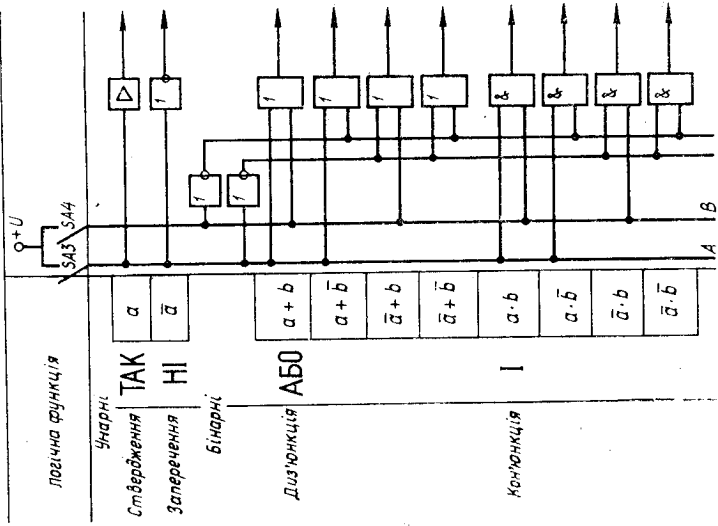 Логічна функція
+U
SA3
SA4
Унарні
Ствердження
ТАК
a
▷
Заперечення
НІ
a̅
1
Бінарні
1
1
Диз'юнкція
АБО
a + b
1
a + b̅
1
a̅ + b
1
a̅ + b̅
1
Кон'юнкція
І
a · b
&
a · b̅
&
a̅ · b
&
a̅ · b̅
&
A
B